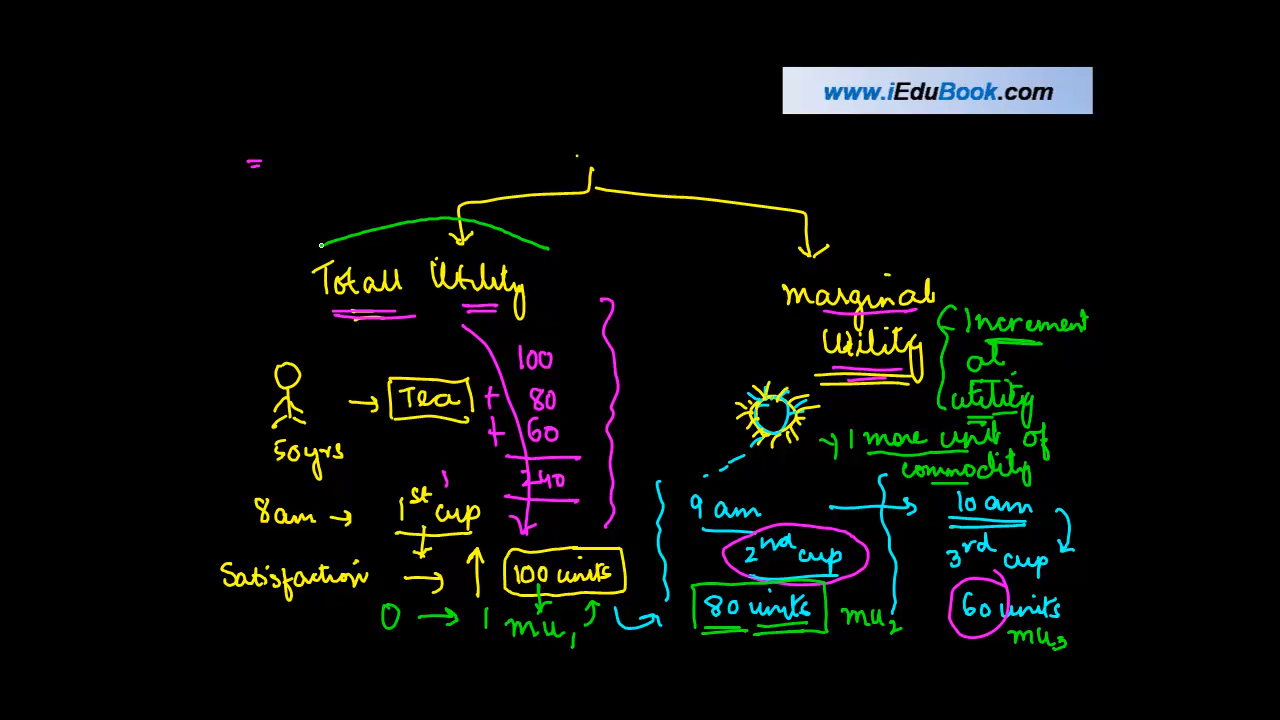 www.iEduBook.com
=
Totall Utility
Marginal
Utility
(-) Increment
al
utility
→ 1 more unit of
commodity
50yrs
→ Tea
100
+ 80
+ 60
240
8am → 1st cup
Satisfaction → 100 units
0 → 1 mu1
9 am
2nd cup
80 units mu2
10 am
3rd cup
60 units
mu3